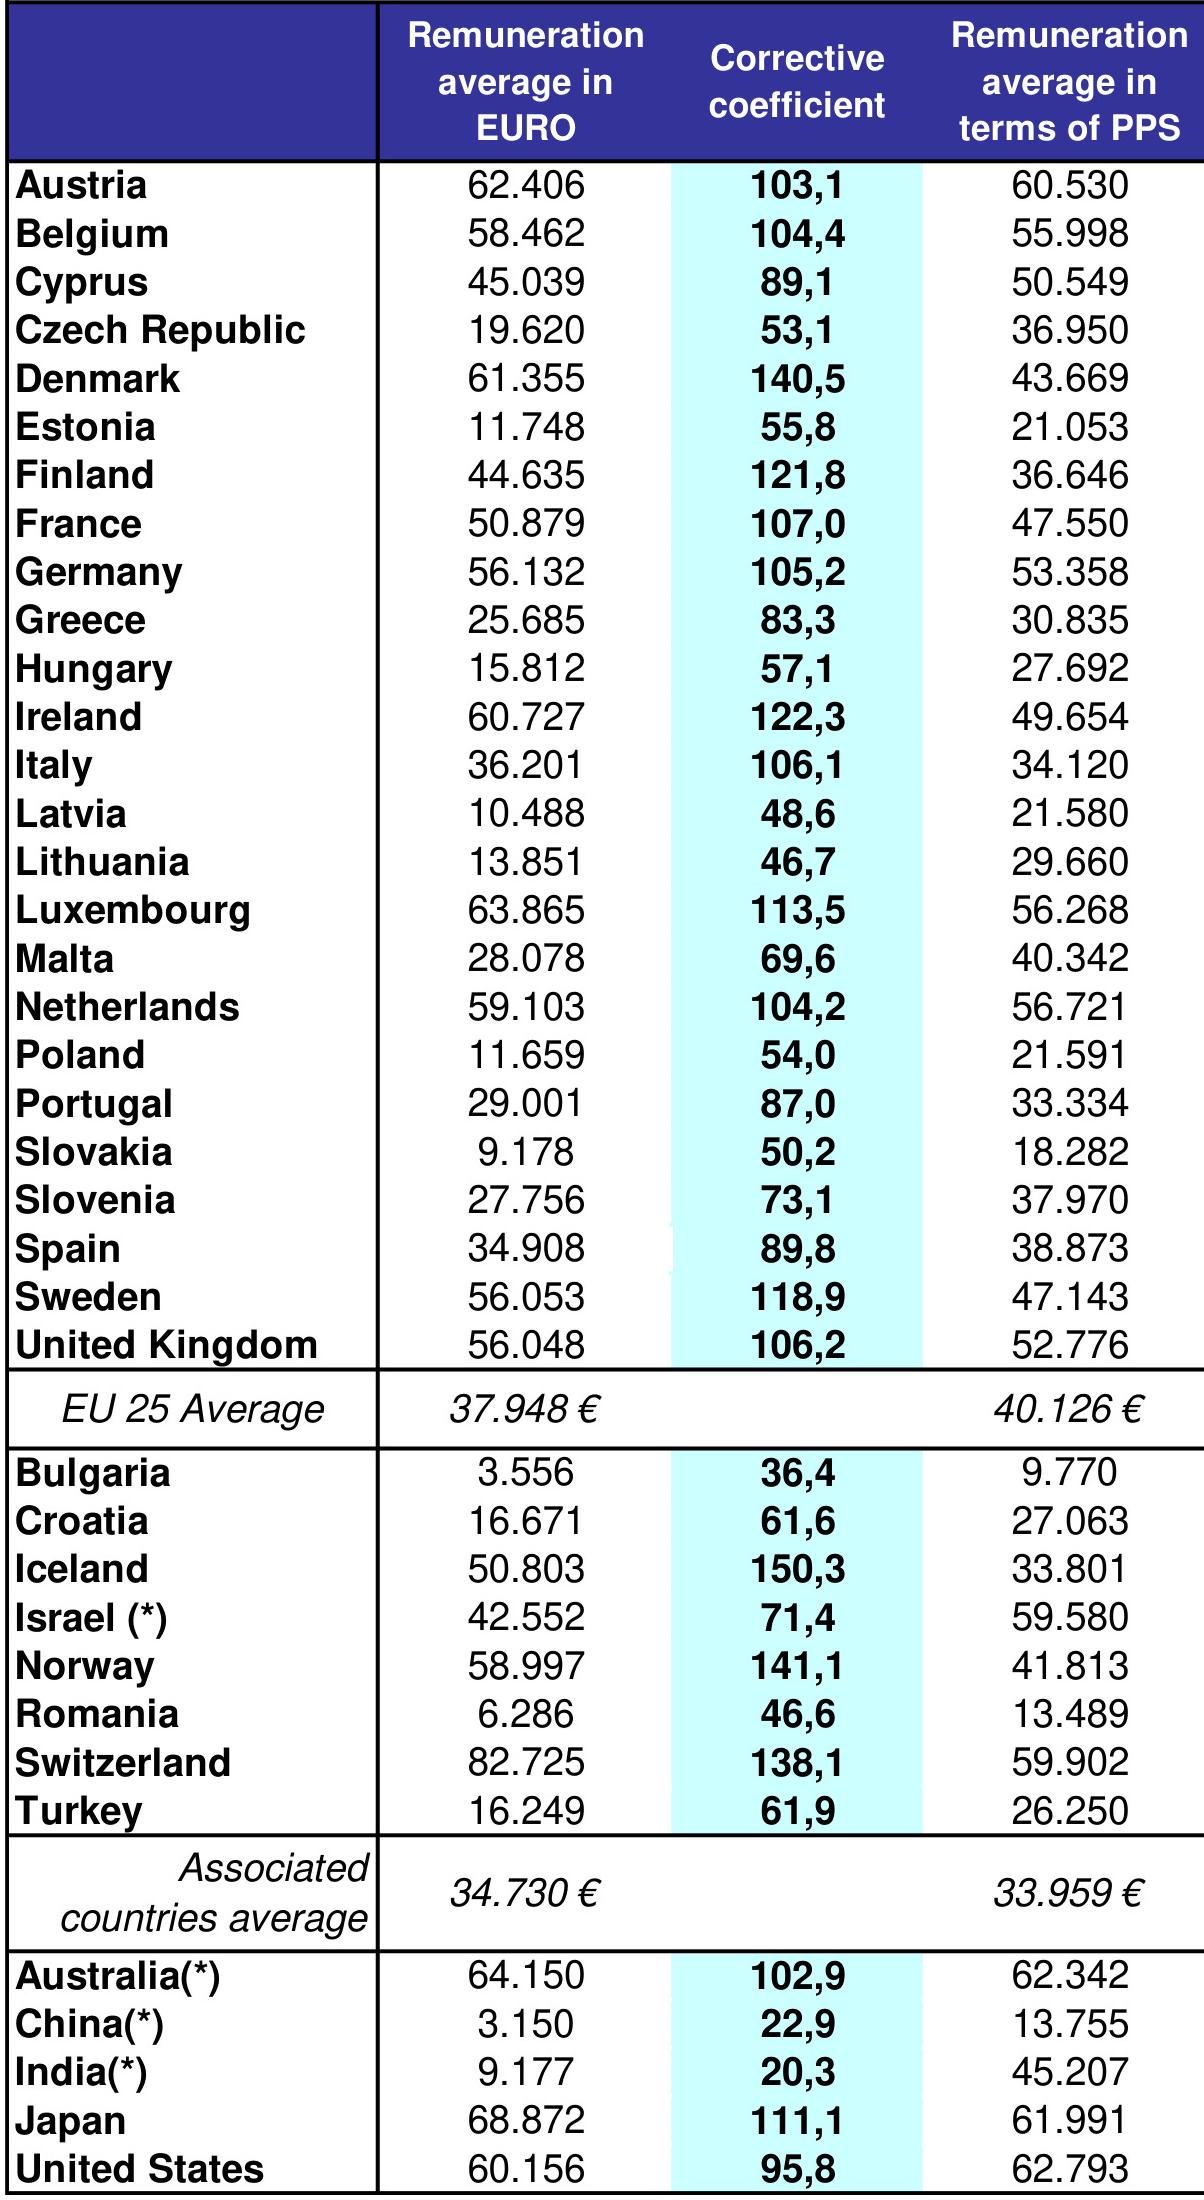 Remuneration average in EURO Corrective coefficient Remuneration average in terms of PPS
Austria 62.406 103,1 60.530
Belgium 58.462 104,4 55.998
Cyprus 45.039 89,1 50.549
Czech Republic 19.620 53,1 36.950
Denmark 61.355 140,5 43.669
Estonia 11.748 55,8 21.053
Finland 44.635 121,8 36.646
France 50.879 107,0 47.550
Germany 56.132 105,2 53.358
Greece 25.685 83,3 30.835
Hungary 15.812 57,1 27.692
Ireland 60.727 122,3 49.654
Italy 36.201 106,1 34.120
Latvia 10.488 48,6 21.580
Lithuania 13.851 46,7 29.660
Luxembourg 63.865 113,5 56.268
Malta 28.078 69,6 40.342
Netherlands 59.103 104,2 56.721
Poland 11.659 54,0 21.591
Portugal 29.001 87,0 33.334
Slovakia 9.178 50,2 18.282
Slovenia 27.756 73,1 37.970
Spain 34.908 89,8 38.873
Sweden 56.053 118,9 47.143
United Kingdom 56.048 106,2 52.776
EU 25 Average 37.948 € 40.126 €
Bulgaria 3.556 36,4 9.770
Croatia 16.671 61,6 27.063
Iceland 50.803 150,3 33.801
Israel (*) 42.552 71,4 59.580
Norway 58.997 141,1 41.813
Romania 6.286 46,6 13.489
Switzerland 82.725 138,1 59.902
Turkey 16.249 61,9 26.250
Associated countries average 34.730 € 33.959 €
Australia(*) 64.150 102,9 62.342
China(*) 3.150 22,9 13.755
India(*) 9.177 20,3 45.207
Japan 68.872 111,1 61.991
United States 60.156 95,8 62.793